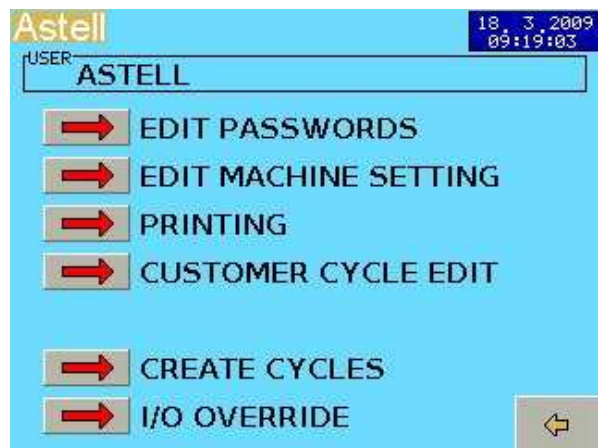 Astell
18. 3.2009
09:19:03
USER
ASTELL
EDIT PASSWORDS
EDIT MACHINE SETTING
PRINTING
CUSTOMER CYCLE EDIT
CREATE CYCLES
I/O OVERRIDE